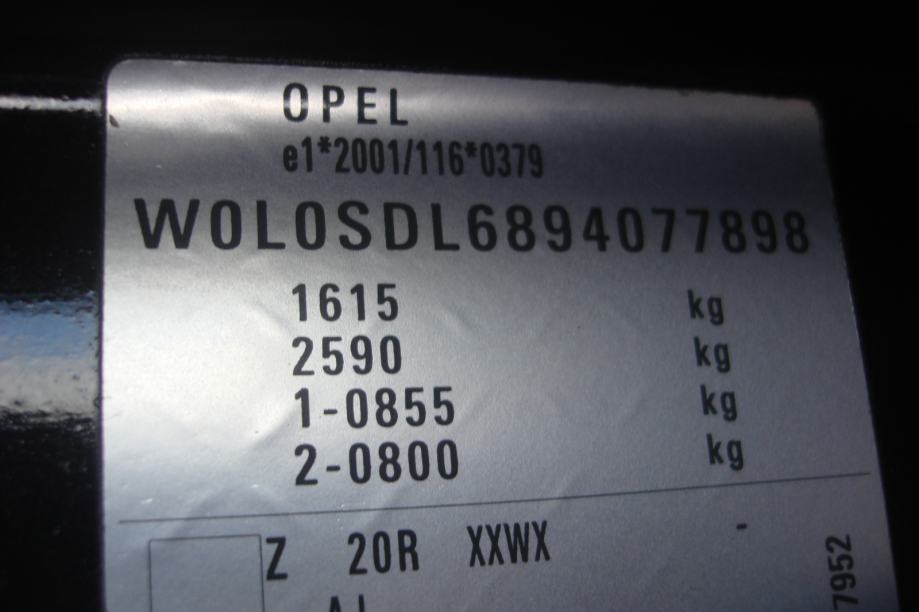 OPEL
e1*2001/116*0379
W0L0SDL6894077898
1615 kg
2590 kg
1-0855 kg
2-0800 kg
Z 20R XXWX -
7952